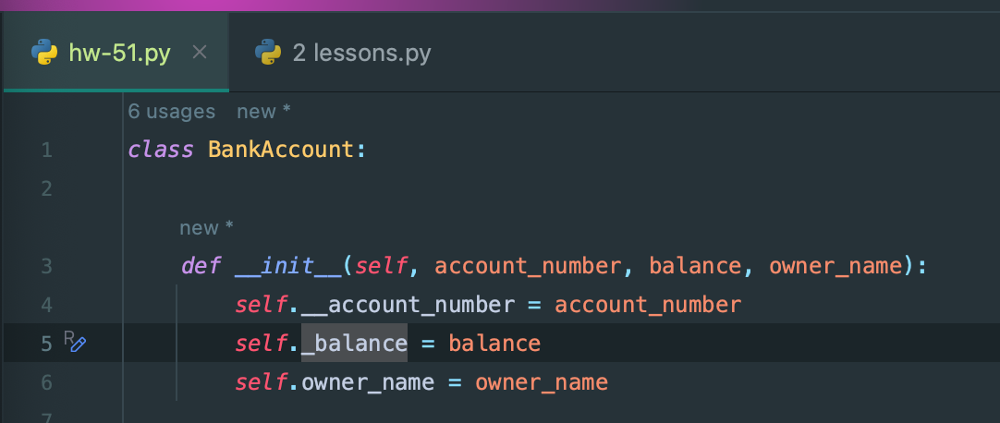 hw-51.py × 2 lessons.py
6 usages new *
1 class BankAccount:
2
new *
3 def __init__(self, account_number, balance, owner_name):
4 self.__account_number = account_number
5 R self._balance = balance
6 self.owner_name = owner_name
7